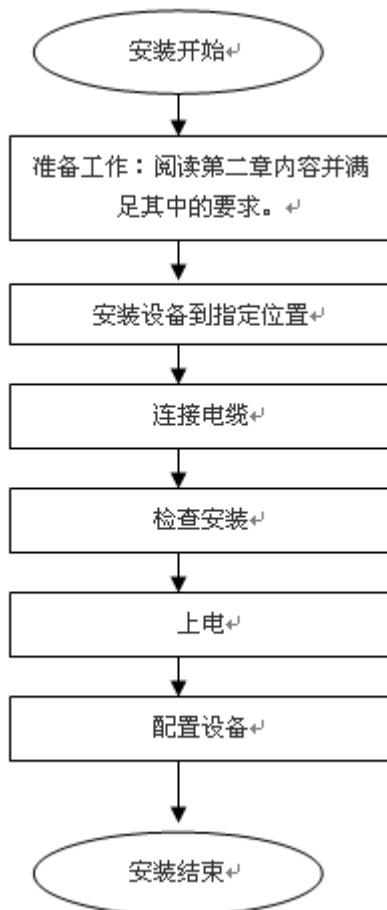 安装开始
准备工作：阅读第二章内容并满
足其中的要求。
安装设备到指定位置
连接电缆
检查安装
上电
配置设备
安装结束